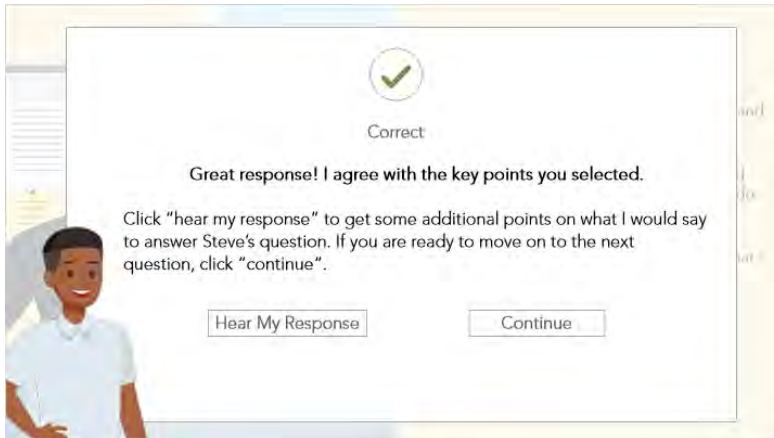 Correct
Great response! I agree with the key points you selected.
Click “hear my response” to get some additional points on what I would say
to answer Steve’s question. If you are ready to move on to the next
question, click “continue”.
Hear My Response
Continue
and